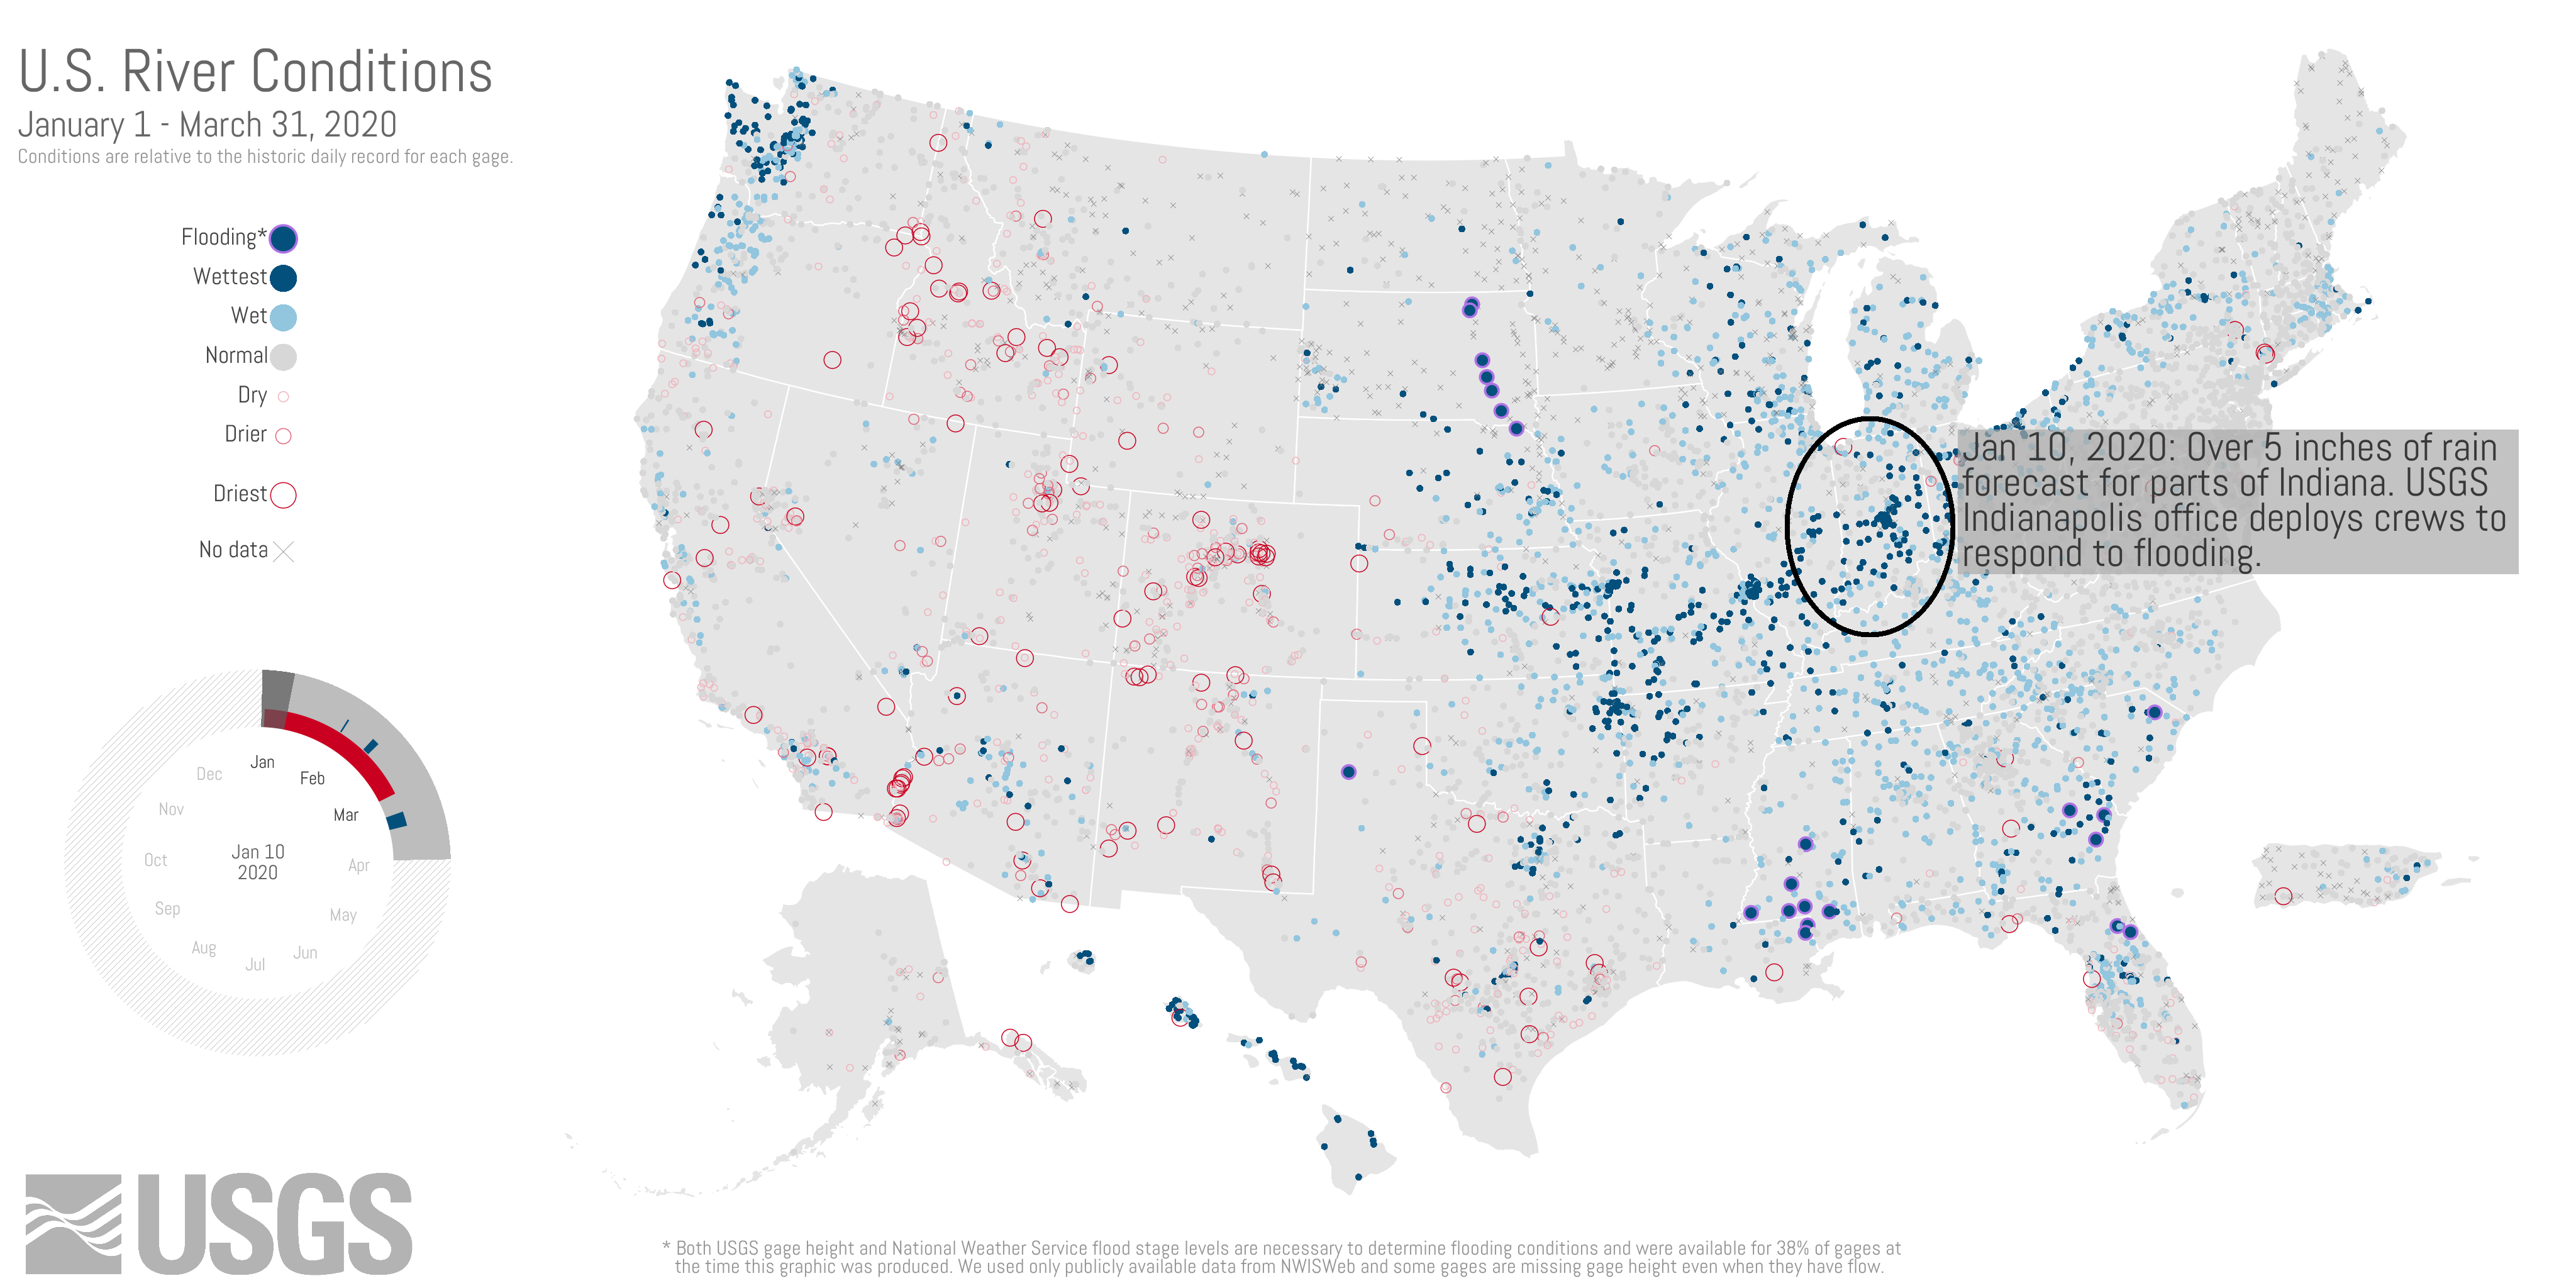 U.S. River Conditions
January 1 - March 31, 2020
Conditions are relative to the historic daily record for each gage.
Flooding*
Wettest
Wet
Normal
Dry
Drier
Driest
No data
Jan 10, 2020: Over 5 inches of rain
forecast for parts of Indiana. USGS
Indianapolis office deploys crews to
respond to flooding.
Jan
Feb
Mar
Apr
May
Jun
Jul
Aug
Sep
Oct
Nov
Dec
Jan 10
2020
USGS
* Both USGS gage height and National Weather Service flood stage levels are necessary to determine flooding conditions and were available for 38% of gages at
the time this graphic was produced. We used only publicly available data from NWISWeb and some gages are missing gage height even when they have flow.